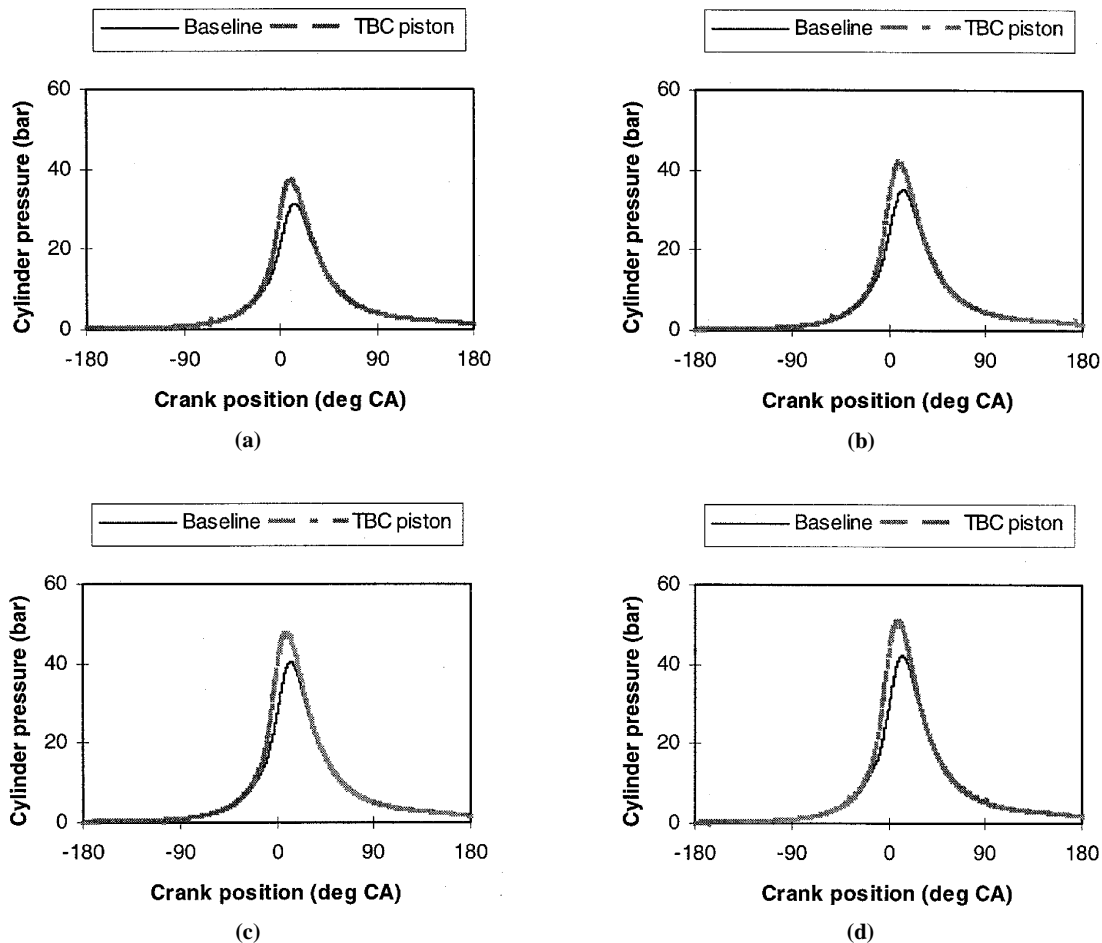 Baseline TBC piston
Baseline TBC piston
60
40
20
0
Cylinder pressure (bar)
-180 -90 0 90 180
Crank position (deg CA)
(a)
60
40
20
0
Cylinder pressure (bar)
-180 -90 0 90 180
Crank position (deg CA)
(b)
Baseline TBC piston
Baseline TBC piston
60
40
20
0
Cylinder pressure (bar)
-180 -90 0 90 180
Crank position (deg CA)
(c)
60
40
20
0
Cylinder pressure (bar)
-180 -90 0 90 180
Crank position (deg CA)
(d)